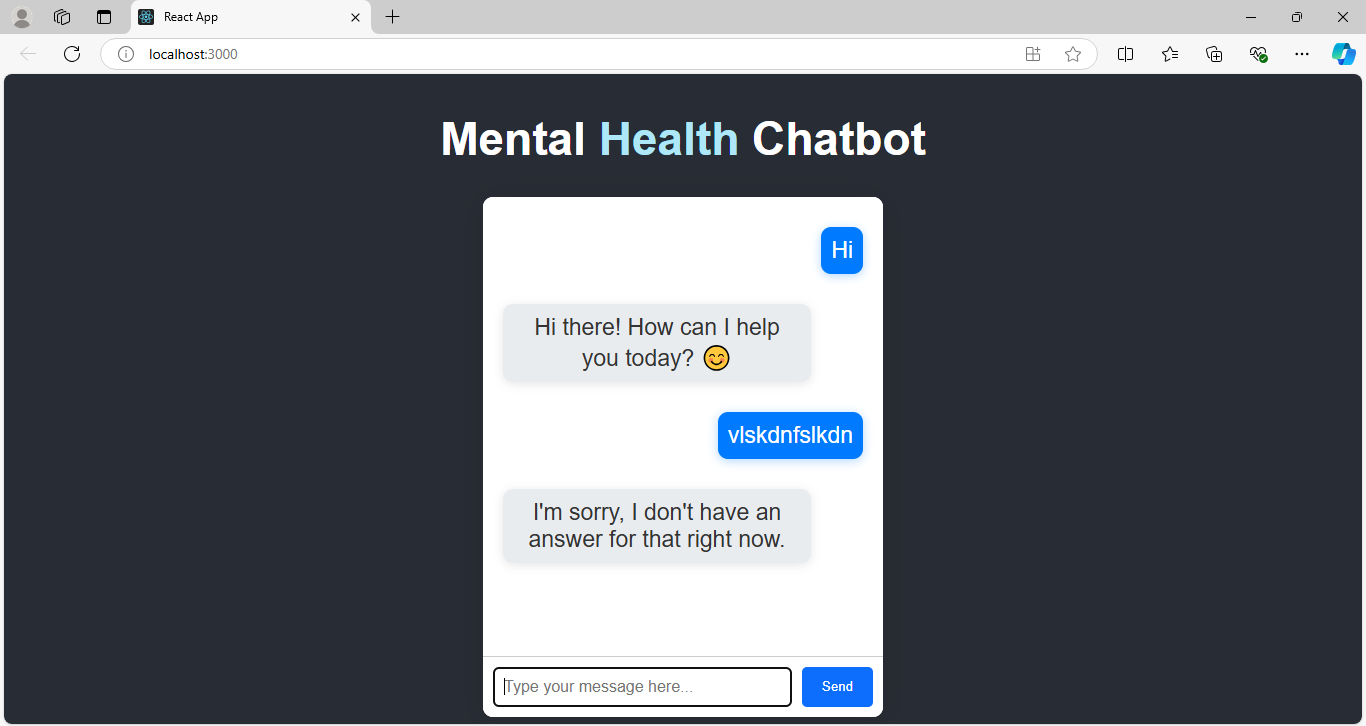 React App
localhost:3000
Mental Health Chatbot
Hi
Hi there! How can I help
you today? 😊
vlskdnfslkdn
I'm sorry, I don't have an
answer for that right now.
Type your message here...
Send